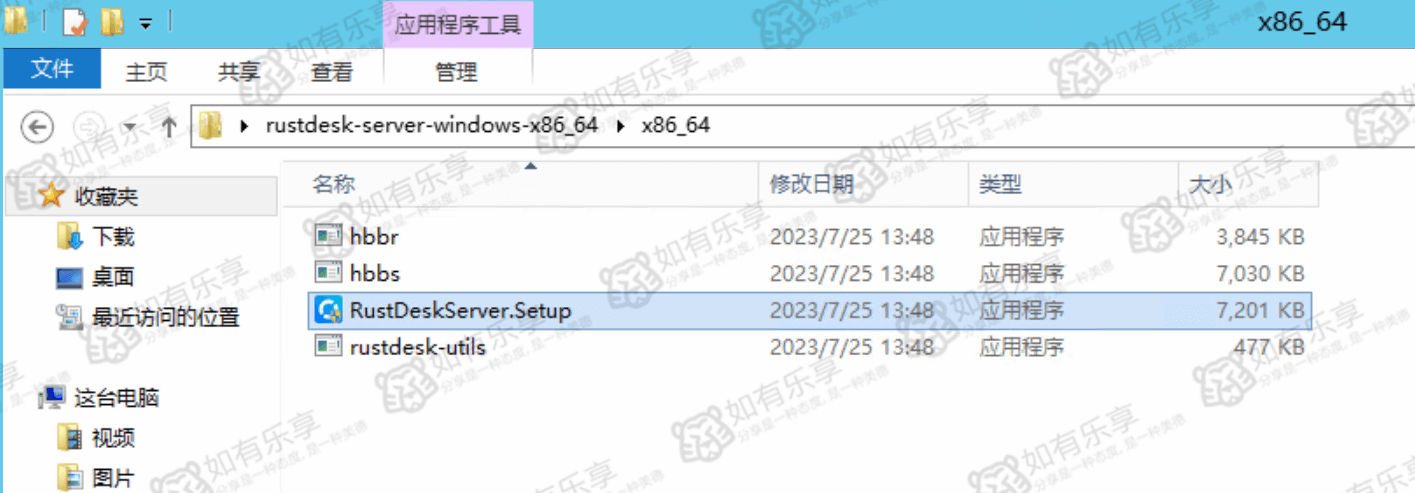 应用程序工具 x86_64
文件 主页 共享 查看 管理
rustdesk-server-windows-x86_64 x86_64
收藏夹 名称 修改日期 类型 大小
下载 hbbr 2023/7/25 13:48 应用程序 3,845 KB
桌面 hbbs 2023/7/25 13:48 应用程序 7,030 KB
最近访问的位置 RustDeskServer.Setup 2023/7/25 13:48 应用程序 7,201 KB
rustdesk-utils 2023/7/25 13:48 应用程序 477 KB
这台电脑
视频
图片
如有乐享
分享是一种态度,是一种美德